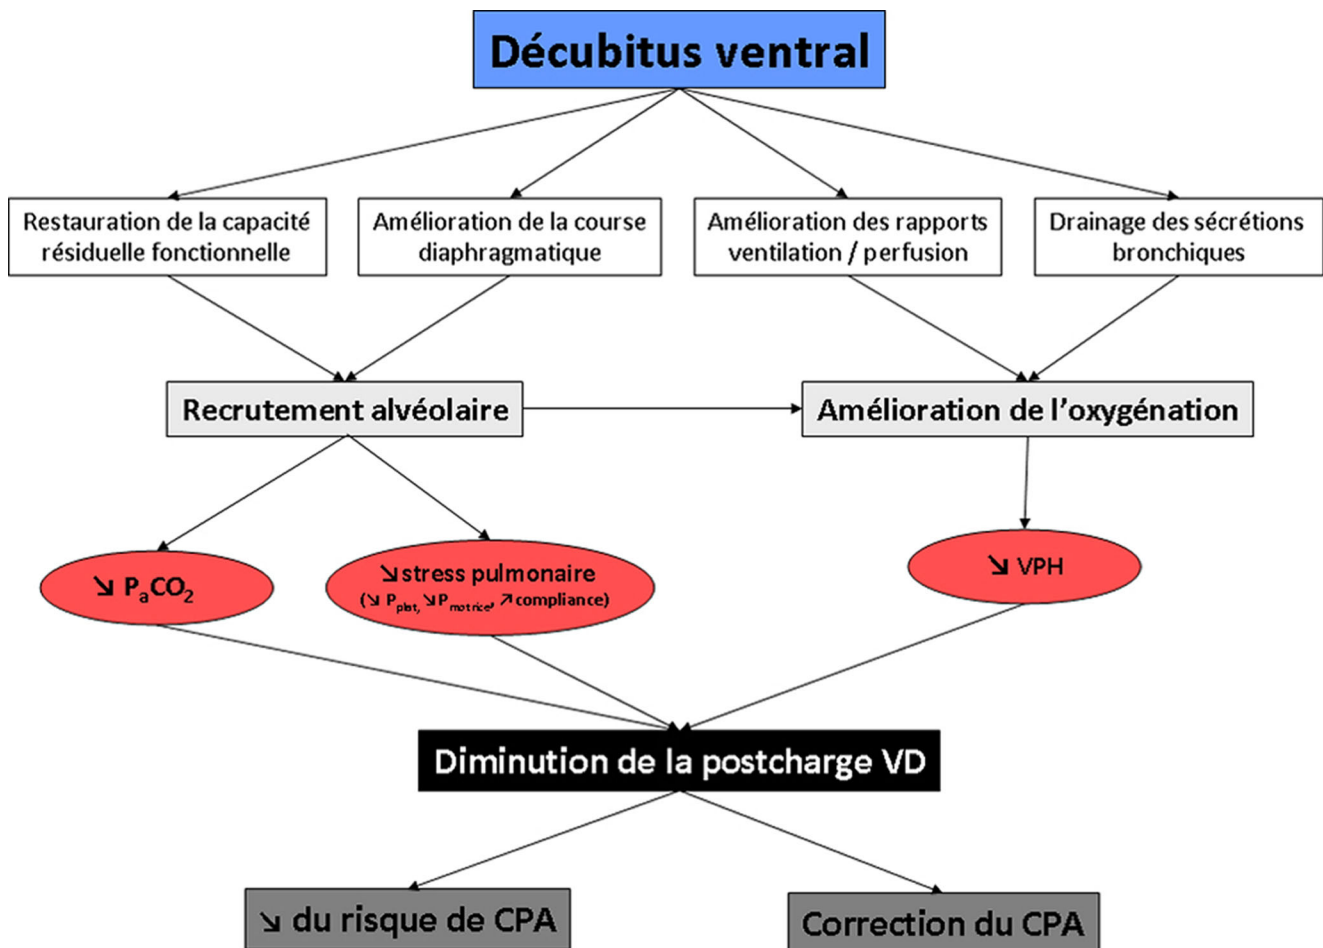 Décubitus ventral
Restauration de la capacité
résiduelle fonctionnelle
Amélioration de la course
diaphragmatique
Amélioration des rapports
ventilation / perfusion
Drainage des sécrétions
bronchiques
Recrutement alvéolaire
Amélioration de l'oxygénation
↘ PaCO2
↘ stress pulmonaire
(↘ Pplat, ↘ Pmotrice, ↗ compliance)
↘ VPH
Diminution de la postcharge VD
↘ du risque de CPA
Correction du CPA